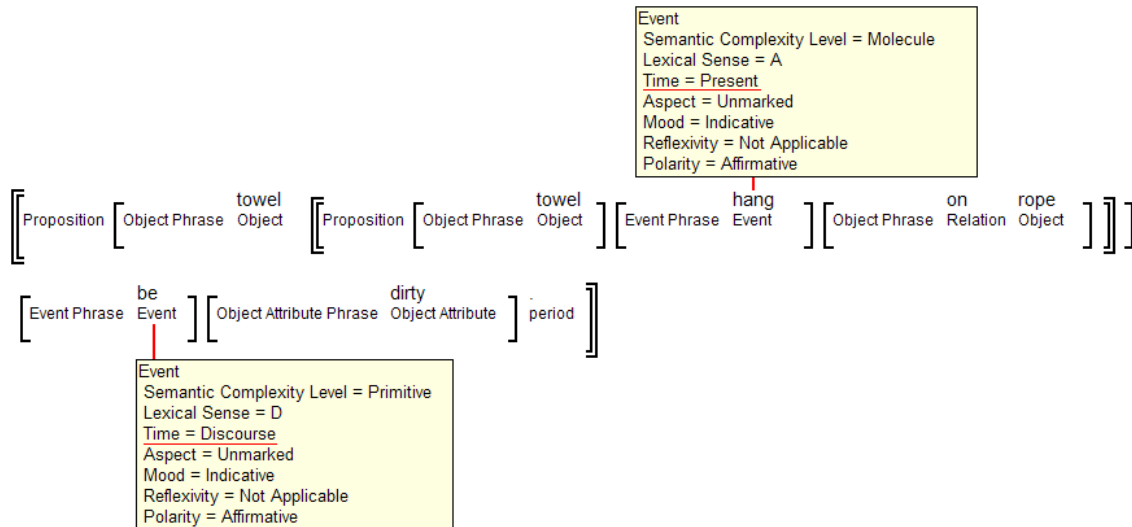 Event
Semantic Complexity Level = Molecule
Lexical Sense = A
Time = Present
Aspect = Unmarked
Mood = Indicative
Reflexivity = Not Applicable
Polarity = Affirmative
towel towel hang on rope
Proposition Object Phrase Object Proposition Object Phrase Object Event Phrase Event Object Phrase Relation Object
be dirty .
Event Phrase Event Object Attribute Phrase Object Attribute period
Event
Semantic Complexity Level = Primitive
Lexical Sense = D
Time = Discourse
Aspect = Unmarked
Mood = Indicative
Reflexivity = Not Applicable
Polarity = Affirmative